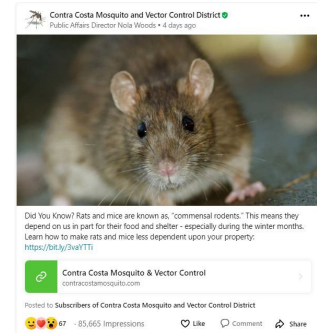 Contra Costa Mosquito and Vector Control District
Public Affairs Director Nola Woods • 4 days ago
Did You Know? Rats and mice are known as, "commensal rodents." This means they
depend on us in part for their food and shelter - especially during the winter months.
Learn how to make rats and mice less dependent upon your property:
https://bit.ly/3vaYTTi
Contra Costa Mosquito & Vector Control
contracostamosquito.com
Posted to Subscribers of Contra Costa Mosquito and Vector Control District
67 · 85,665 Impressions
Like
Comment
Share